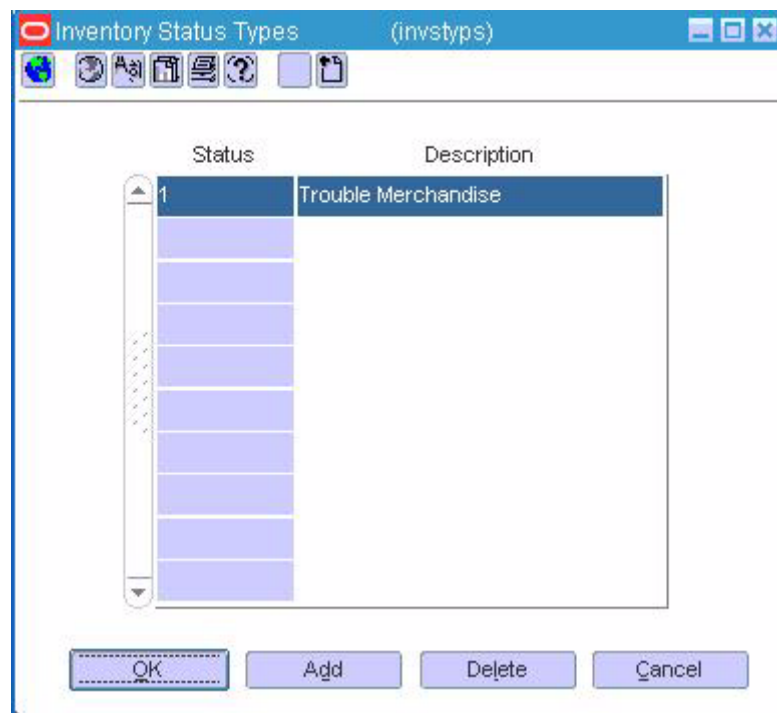 Inventory Status Types (invstyps)
Status Description
1 Trouble Merchandise
OK Add Delete Cancel